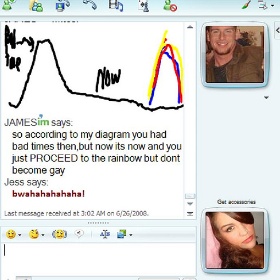 NOW
JAMESim says:
so according to my diagram you had
bad times then,but now its now and you
just PROCEED to the rainbow but dont
become gay
Jess says:
bwahahahahaha!
Get accessories
Last message received at 3:02 AM on 6/26/2008.